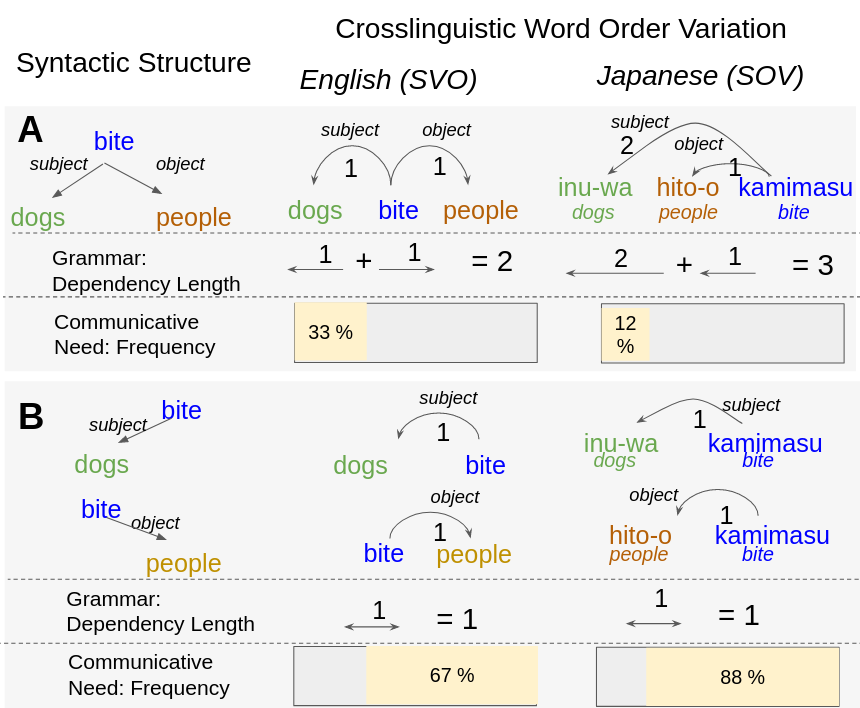 Crosslinguistic Word Order Variation
Syntactic Structure
English (SVO)
Japanese (SOV)
A
bite
subject
object
dogs
people
subject
object
1
1
dogs
bite
people
subject
2
object
1
inu-wa
hito-o
kamimasu
dogs
people
bite
Grammar:
Dependency Length
1
+
1
= 2
2
+
1
= 3
Communicative
Need: Frequency
33 %
12
%
B
bite
subject
dogs
bite
object
people
subject
1
dogs
bite
object
1
bite
people
subject
1
inu-wa
kamimasu
dogs
bite
object
1
hito-o
kamimasu
people
bite
Grammar:
Dependency Length
1
= 1
1
= 1
Communicative
Need: Frequency
67 %
88 %